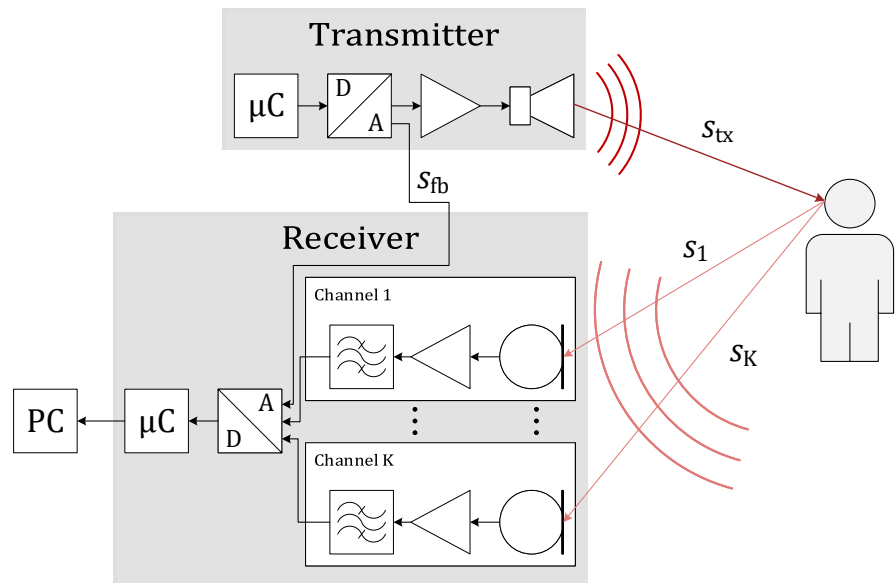 Transmitter
μC
D
A
s_tx
s_fb
Receiver
s_1
Channel 1
s_K
PC
μC
A
D
Channel K